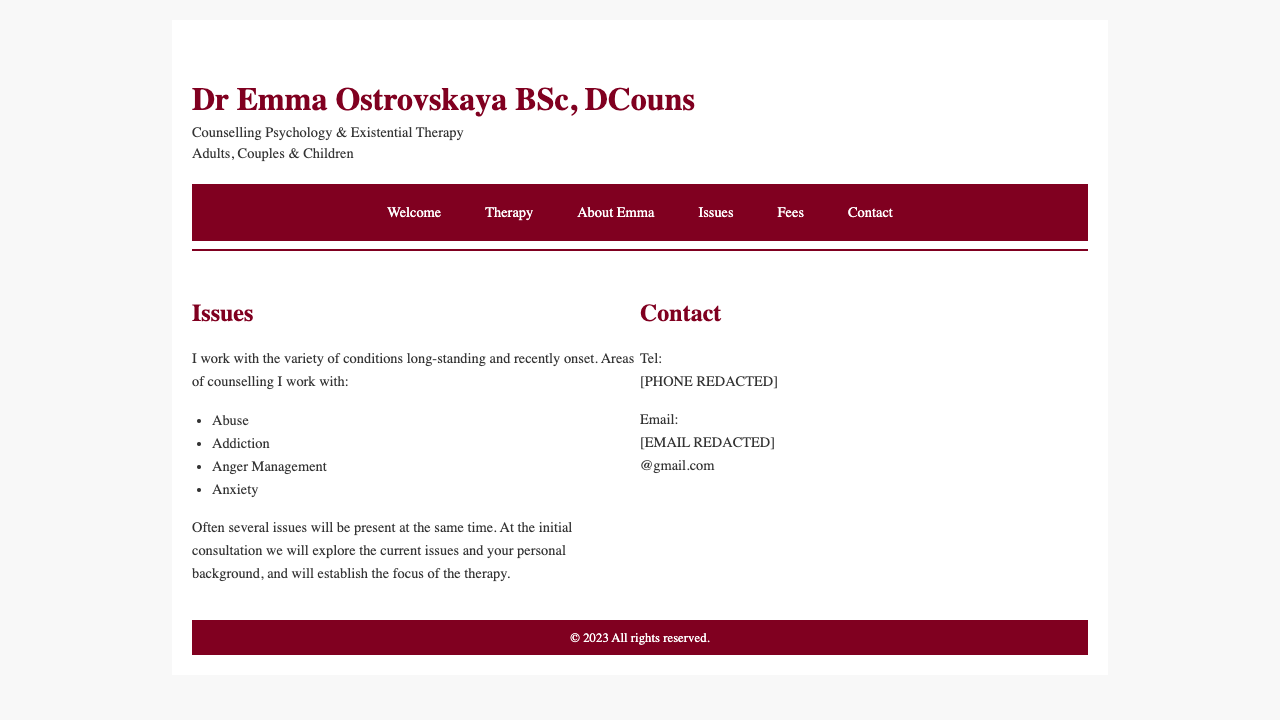 Dr Emma Ostrovskaya BSc, DCouns
Counselling Psychology & Existential Therapy
Adults, Couples & Children
Welcome Therapy About Emma Issues Fees Contact
Issues
I work with the variety of conditions long-standing and recently onset. Areas
of counselling I work with:
• Abuse
• Addiction
• Anger Management
• Anxiety
Often several issues will be present at the same time. At the initial
consultation we will explore the current issues and your personal
background, and will establish the focus of the therapy.
Contact
Tel:
[PHONE REDACTED]
Email:
[EMAIL REDACTED]
@gmail.com
© 2023 All rights reserved.